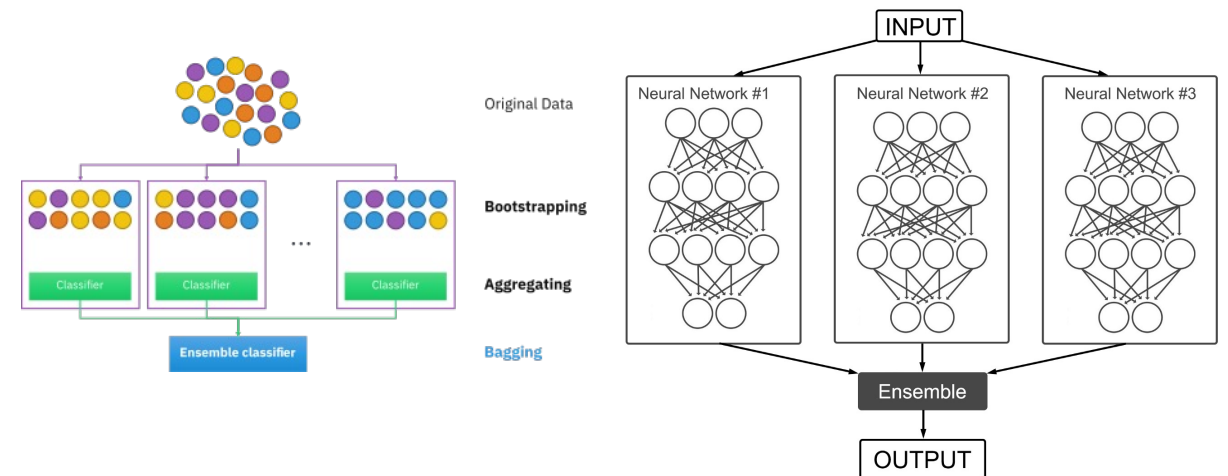 Original Data
Bootstrapping
...
Classifier
Classifier
Classifier
Aggregating
Ensemble classifier
Bagging
INPUT
Neural Network #1
Neural Network #2
Neural Network #3
Ensemble
OUTPUT